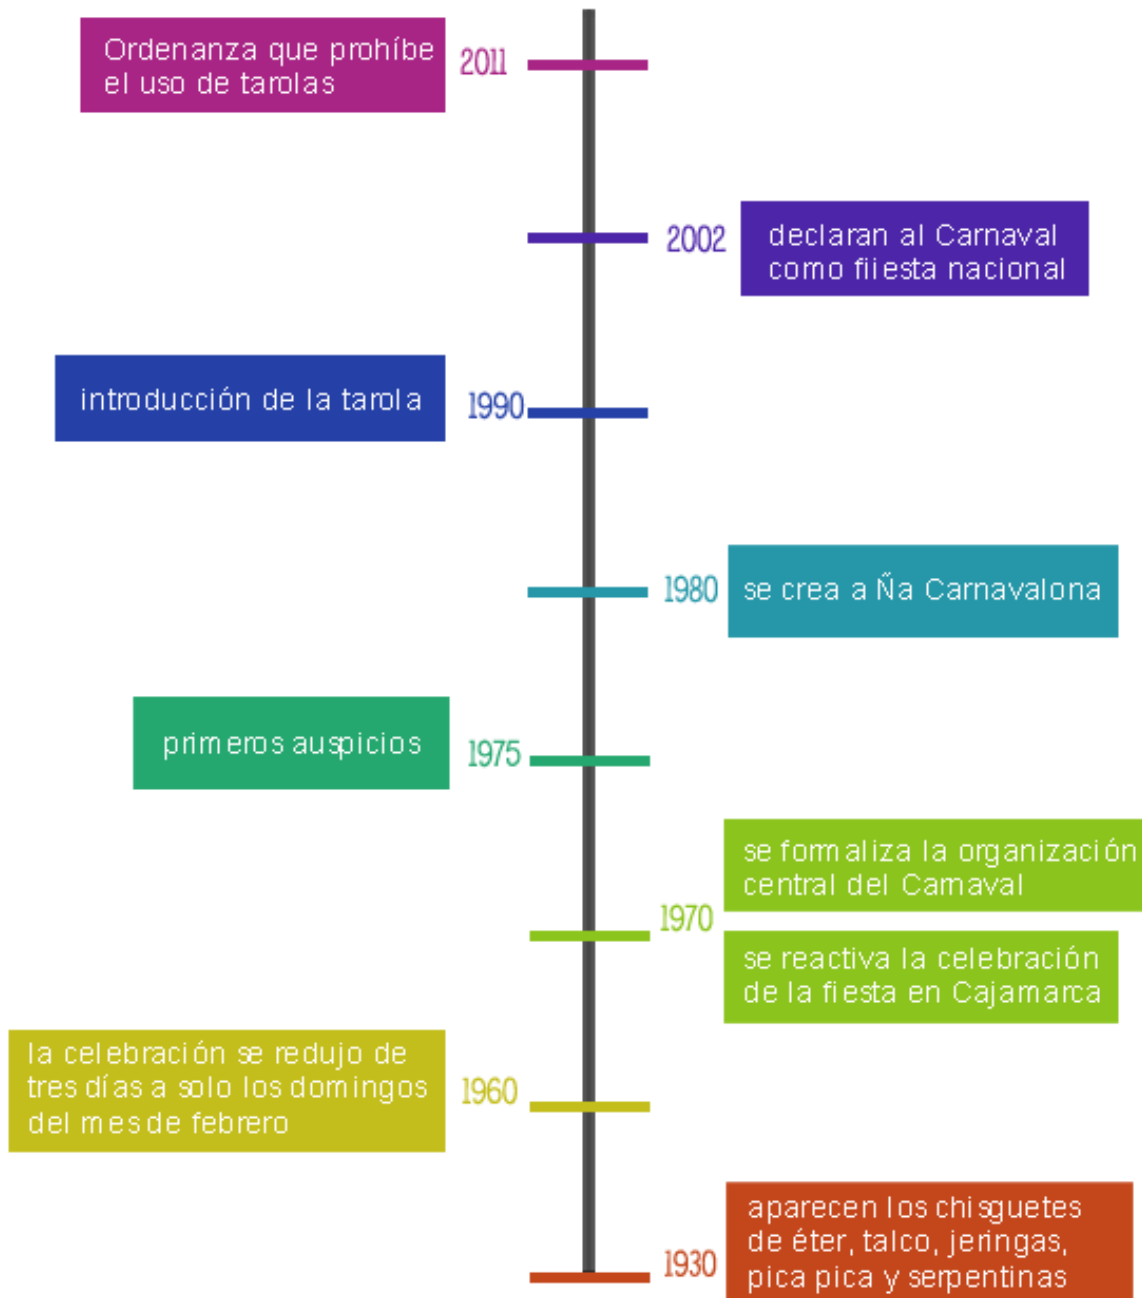 Ordenanza que prohíbe
el uso de tarolas
2011
2002
declaran al Carnaval
como fiiesta nacional
introducción de la tarola
1990
1980
se crea a Ña Carnavalona
primeros auspicios
1975
se formaliza la organización
central del Carnaval
1970
se reactiva la celebración
de la fiesta en Cajamarca
la celebración se redujo de
tres días a solo los domingos
del mes de febrero
1960
aparecen los chisguetes
de éter, talco, jeringas,
pica pica y serpentinas
1930